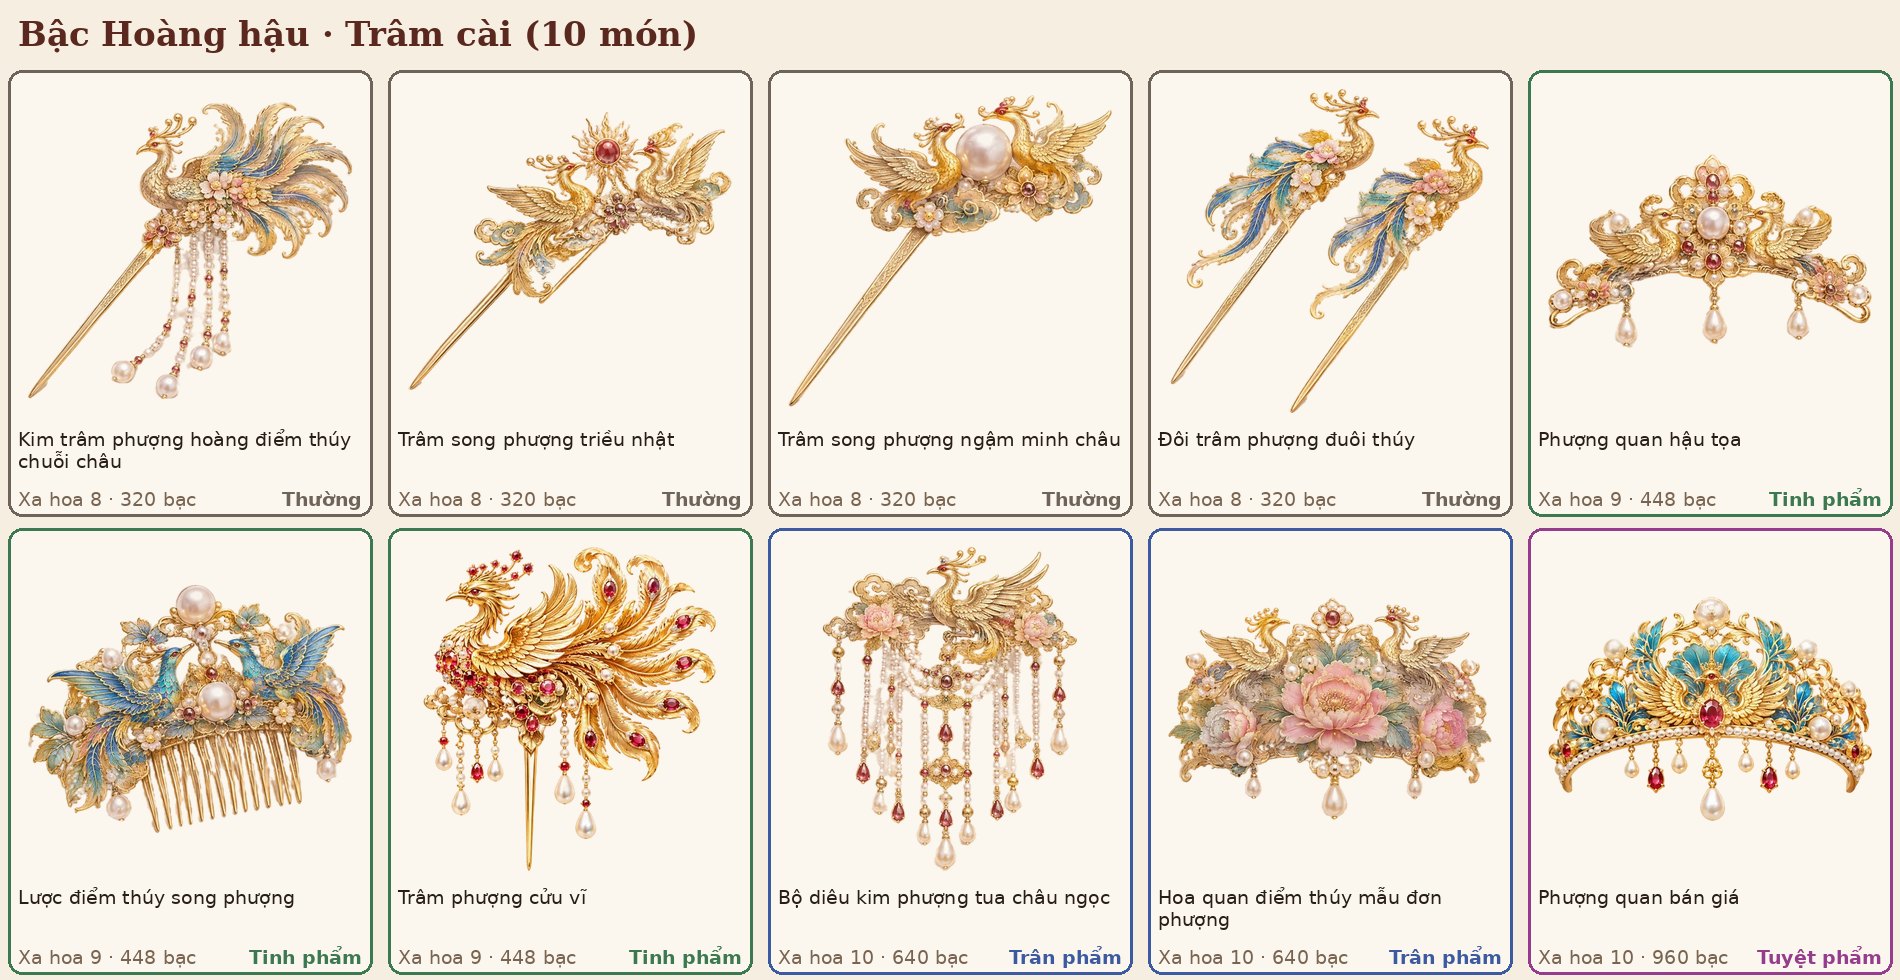 Bậc Hoàng hậu · Trâm cài (10 món)
Kim trâm phượng hoàng điểm thúy
chuỗi châu
Xa hoa 8 · 320 bạc
Thường
Trâm song phượng triều nhật
Xa hoa 8 · 320 bạc
Thường
Trâm song phượng ngậm minh châu
Xa hoa 8 · 320 bạc
Thường
Đôi trâm phượng đuôi thúy
Xa hoa 8 · 320 bạc
Thường
Phượng quan hậu tọa
Xa hoa 9 · 448 bạc
Tinh phẩm
Lược điểm thúy song phượng
Xa hoa 9 · 448 bạc
Tinh phẩm
Trâm phượng cửu vĩ
Xa hoa 9 · 448 bạc
Tinh phẩm
Bộ diêu kim phượng tua châu ngọc
Xa hoa 10 · 640 bạc
Trân phẩm
Hoa quan điểm thúy mẫu đơn
phượng
Xa hoa 10 · 640 bạc
Trân phẩm
Phượng quan bán giá
Xa hoa 10 · 960 bạc
Tuyệt phẩm